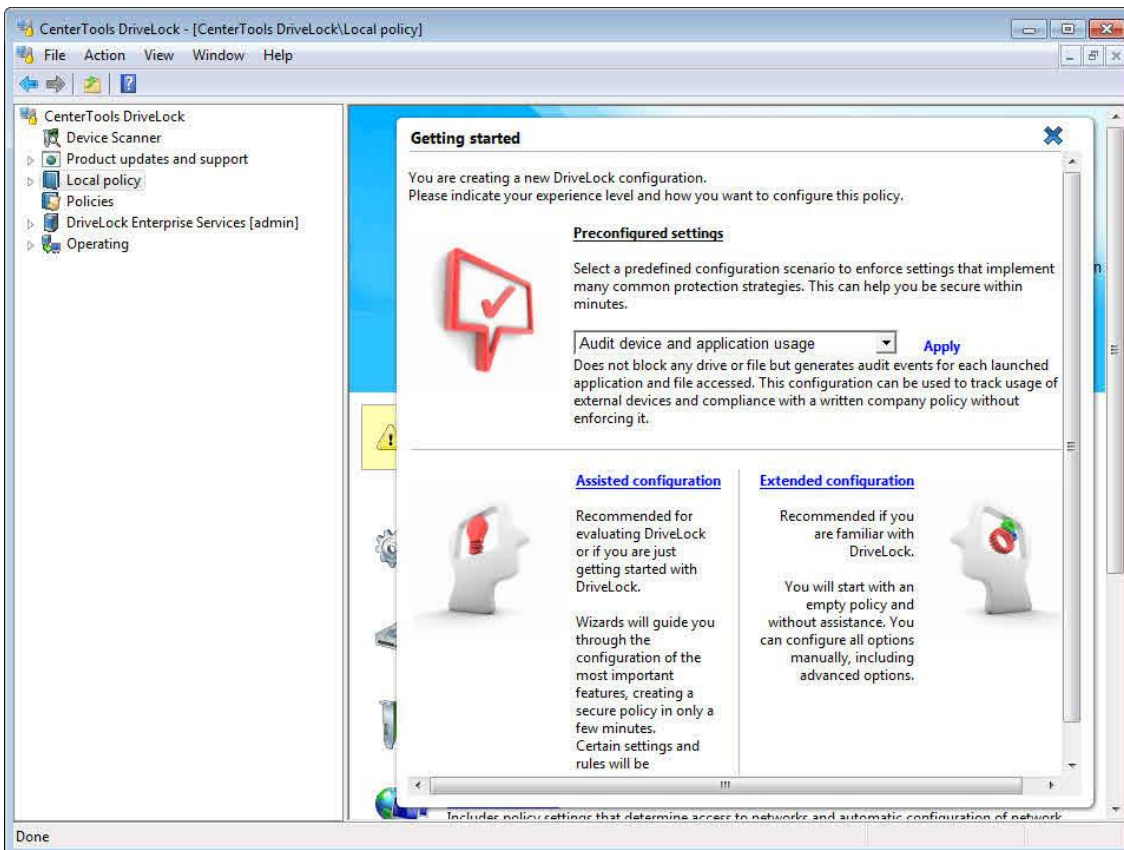 CenterTools DriveLock - [CenterTools DriveLock\Local policy]
File Action View Window Help
CenterTools DriveLock
Device Scanner
Product updates and support
Local policy
Policies
DriveLock Enterprise Services [admin]
Operating
Getting started
You are creating a new DriveLock configuration.
Please indicate your experience level and how you want to configure this policy.
Preconfigured settings
Select a predefined configuration scenario to enforce settings that implement
many common protection strategies. This can help you be secure within
minutes.
Audit device and application usage
Apply
Does not block any drive or file but generates audit events for each launched
application and file accessed. This configuration can be used to track usage of
external devices and compliance with a written company policy without
enforcing it.
Assisted configuration
Recommended for
evaluating DriveLock
or if you are just
getting started with
DriveLock.
Wizards will guide you
through the
configuration of the
most important
features, creating a
secure policy in only a
few minutes.
Certain settings and
rules will be
Extended configuration
Recommended if you
are familiar with
DriveLock.
You will start with an
empty policy and
without assistance. You
can configure all options
manually, including
advanced options.
Includes policy settings that determine access to networks and automatic configuration of network
Done